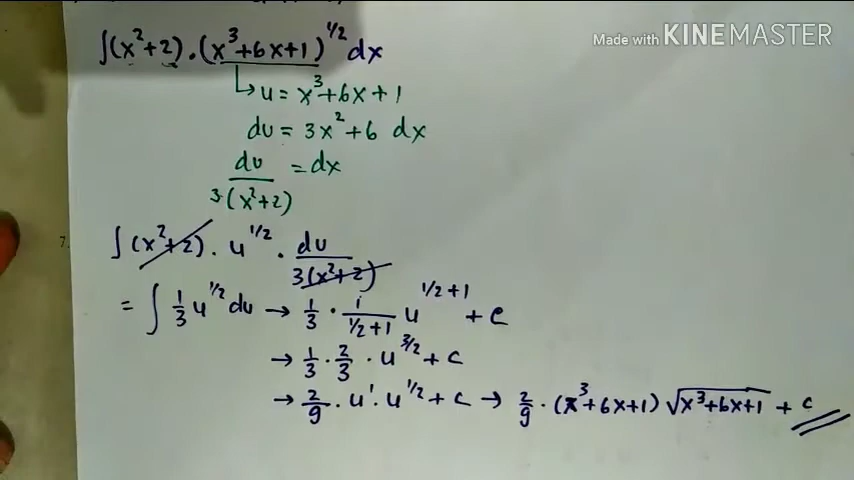 Made with KINEMASTER
∫(x²+2).(x³+6x+1)^1/2 dx
↳ u = x³+6x+1
du = 3x²+6 dx
du/3(x²+2) = dx
7.
∫(x²+2) . u^1/2 . du/3(x²+2)
= ∫ 1/3 u^1/2 du → 1/3 . 1/(1/2+1) u^1/2+1 + c
→ 1/3 . 2/3 . u^3/2 + c
→ 2/9 . u¹ . u^1/2 + c → 2/9 . (x³+6x+1) √x³+6x+1 + c